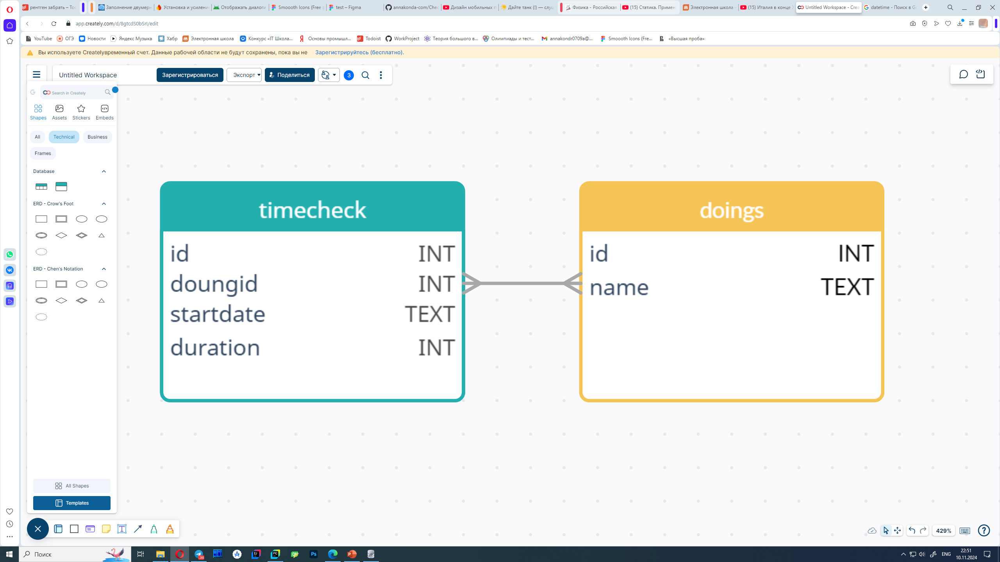 рентген забрать – Tod
Заполнение двумерн
Установка и усилени
Отображать диалоги
Smoooth Icons (Free р
test – Figma
annakonda-com/Chec
Дизайн мобильных п
Дайте танк (!) — слуш
Физика - Российская
(15) Статика. Примен
Электронная школа
(15) Италия в конце
Untitled Workspace - Crea
datetime - Поиск в Go
app.creately.com/d/8gtcdS0bSrI/edit
YouTube
ОГЭ
Новости
Яндекс Музыка
Хабр
Электронная школа
Конкурс «IT Школа...
Основы промышл...
Todoist
WorkProject
Теория большого в...
Олимпиады и тест...
annakondr0709a@...
Smoooth Icons (Fre...
«Высшая проба»
Вы используете Createlyвременный счет. Данные рабочей области не будут сохранены, пока вы не Зарегистрируйтесь (бесплатно).
Untitled Workspace
Зарегистрироваться
Экспорт
Поделиться
3
Search in Creately
Shapes
Assets
Stickers
Embeds
All
Technical
Business
Frames
Database
ERD - Crow's Foot
ERD - Chen's Notation
All Shapes
Templates
timecheck
id INT
doungid INT
startdate TEXT
duration INT
doings
id INT
name TEXT
429%
Поиск
39
ENG
22:51
10.11.2024